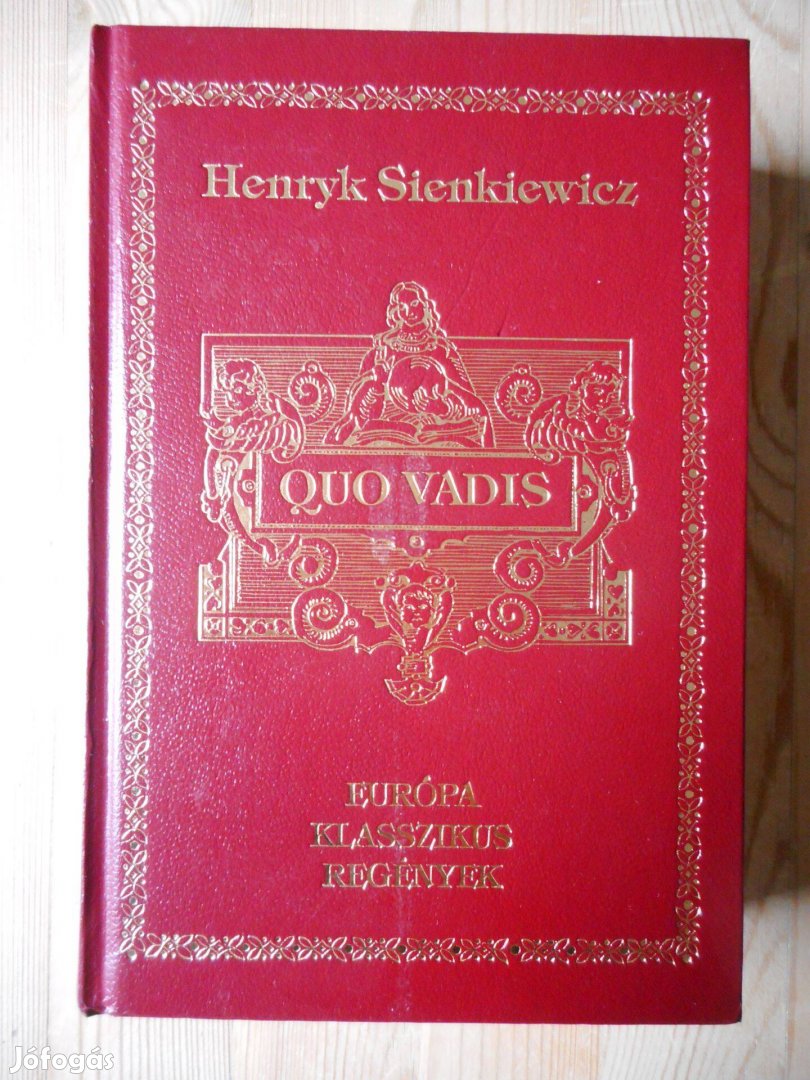 Henryk Sienkiewicz
QUO VADIS
EURÓPA
KLASSZIKUS
REGÉNYEK
Jófogás